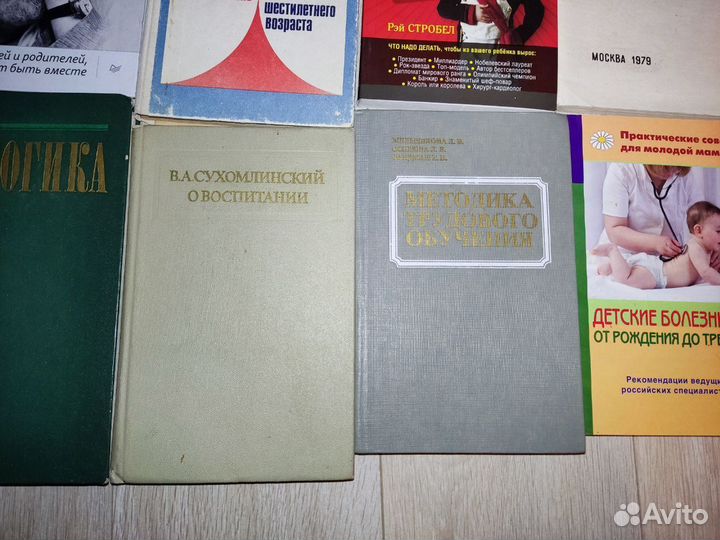 ей и родителей,
т быть вместе
шестилетнего
возраста
Рэй СТРОБЕЛ
ЧТО НАДО ДЕЛАТЬ, чтобы из вашего ребёнка вырос:
• Президент • Миллиардер • Нобелевский лауреат
• Рок-звезда • Топ-модель • Автор бестселлеров
• Дипломат мирового ранга • Олимпийский чемпион
• Банкир • Знаменитый шеф-повар
• Король или королева • Хирург-кардиолог
МОСКВА 1979
ОГИКА
В.А.СУХОМЛИНСКИЙ
О ВОСПИТАНИИ
МЕТОДИКА
ТРУДОВОГО
ОБУЧЕНИЯ
Практические сов
для молодой мам
ДЕТСКИЕ БОЛЕЗН
ОТ РОЖДЕНИЯ ДО ТРЕ
Рекомендации ведущи
российских специалист
Avito